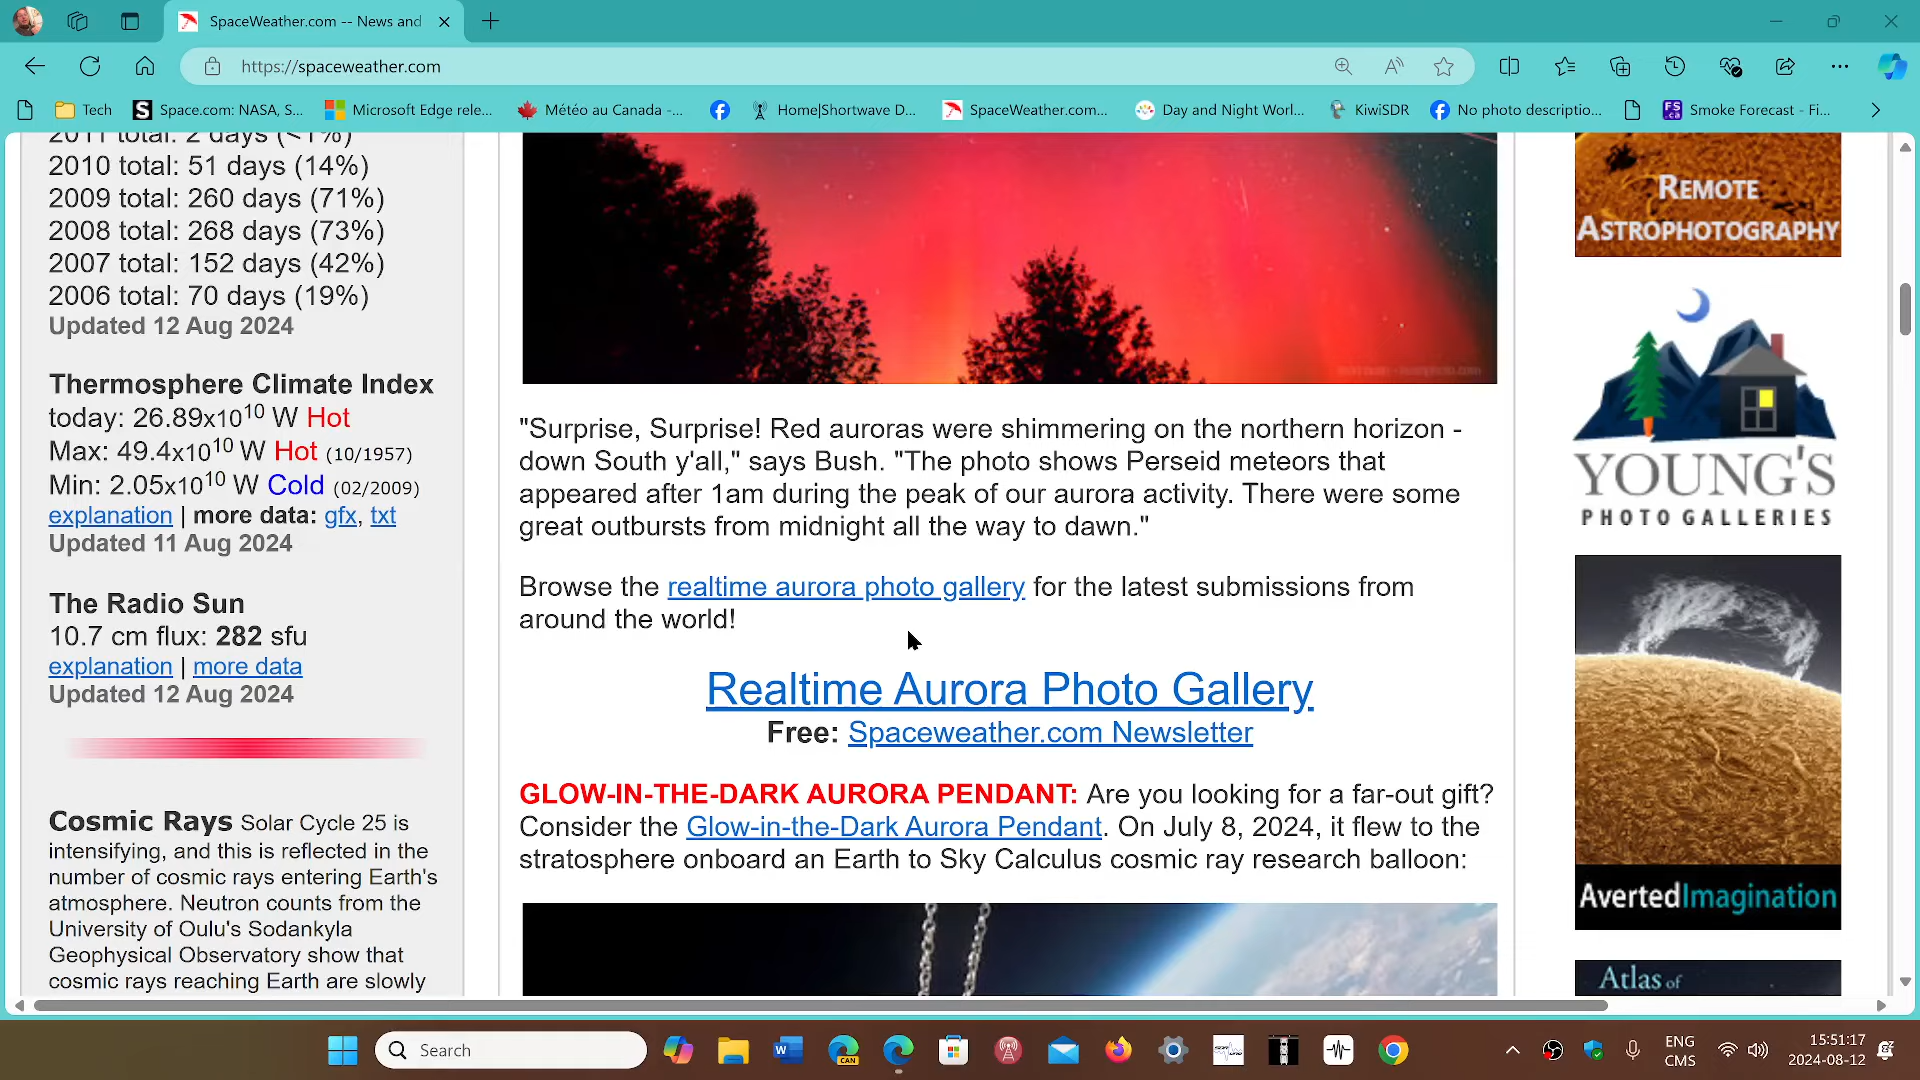 SpaceWeather.com -- News and
https://spaceweather.com
Tech
Space.com: NASA, S...
Microsoft Edge rele...
Météo au Canada -...
Home|Shortwave D...
SpaceWeather.com...
Day and Night Worl...
KiwiSDR
No photo descriptio...
Smoke Forecast - Fi...
2011 total: 2 days (<1%)
2010 total: 51 days (14%)
2009 total: 260 days (71%)
2008 total: 268 days (73%)
2007 total: 152 days (42%)
2006 total: 70 days (19%)
Updated 12 Aug 2024
Thermosphere Climate Index
today: 26.89x10¹⁰ W Hot
Max: 49.4x10¹⁰ W Hot (10/1957)
Min: 2.05x10¹⁰ W Cold (02/2009)
explanation | more data: gfx, txt
Updated 11 Aug 2024
The Radio Sun
10.7 cm flux: 282 sfu
explanation | more data
Updated 12 Aug 2024
Cosmic Rays Solar Cycle 25 is
intensifying, and this is reflected in the
number of cosmic rays entering Earth's
atmosphere. Neutron counts from the
University of Oulu's Sodankyla
Geophysical Observatory show that
cosmic rays reaching Earth are slowly
"Surprise, Surprise! Red auroras were shimmering on the northern horizon -
down South y'all," says Bush. "The photo shows Perseid meteors that
appeared after 1am during the peak of our aurora activity. There were some
great outbursts from midnight all the way to dawn."
Browse the realtime aurora photo gallery for the latest submissions from
around the world!
Realtime Aurora Photo Gallery
Free: Spaceweather.com Newsletter
GLOW-IN-THE-DARK AURORA PENDANT: Are you looking for a far-out gift?
Consider the Glow-in-the-Dark Aurora Pendant. On July 8, 2024, it flew to the
stratosphere onboard an Earth to Sky Calculus cosmic ray research balloon:
REMOTE
ASTROPHOTOGRAPHY
YOUNG'S
PHOTO GALLERIES
AvertedImagination
Atlas of
Search
CAN
ENG
CMS
15:51:17
2024-08-12